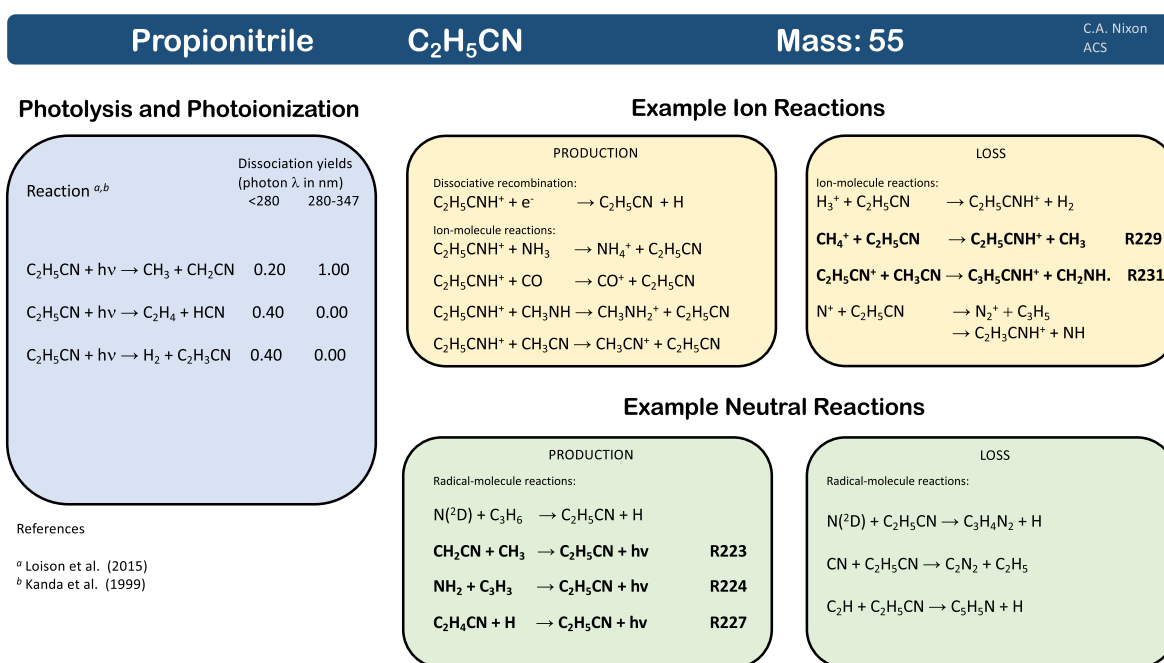 Propionitrile C₂H₅CN Mass: 55 C.A. Nixon
ACS
Photolysis and Photoionization
Dissociation yields
(photon λ in nm)
Reaction ᵃ,ᵇ <280 280-347
C₂H₅CN + hν → CH₃ + CH₂CN 0.20 1.00
C₂H₅CN + hν → C₂H₄ + HCN 0.40 0.00
C₂H₅CN + hν → H₂ + C₂H₃CN 0.40 0.00
References
ᵃ Loison et al. (2015)
ᵇ Kanda et al. (1999)
Example Ion Reactions
PRODUCTION
Dissociative recombination:
C₂H₅CNH⁺ + e⁻ → C₂H₅CN + H
Ion-molecule reactions:
C₂H₅CNH⁺ + NH₃ → NH₄⁺ + C₂H₅CN
C₂H₅CNH⁺ + CO → CO⁺ + C₂H₅CN
C₂H₅CNH⁺ + CH₃NH → CH₃NH₂⁺ + C₂H₅CN
C₂H₅CNH⁺ + CH₃CN → CH₃CN⁺ + C₂H₅CN
LOSS
Ion-molecule reactions:
H₃⁺ + C₂H₅CN → C₂H₅CNH⁺ + H₂
CH₄⁺ + C₂H₅CN → C₂H₅CNH⁺ + CH₃ R229
C₂H₅CN⁺ + CH₃CN → C₃H₅CNH⁺ + CH₂NH. R231
N⁺ + C₂H₅CN → N₂⁺ + C₃H₅
→ C₂H₃CNH⁺ + NH
Example Neutral Reactions
PRODUCTION
Radical-molecule reactions:
N(²D) + C₃H₆ → C₂H₅CN + H
CH₂CN + CH₃ → C₂H₅CN + hν R223
NH₂ + C₃H₃ → C₂H₅CN + hν R224
C₂H₄CN + H → C₂H₅CN + hν R227
LOSS
Radical-molecule reactions:
N(²D) + C₂H₅CN → C₃H₄N₂ + H
CN + C₂H₅CN → C₂N₂ + C₂H₅
C₂H + C₂H₅CN → C₅H₅N + H